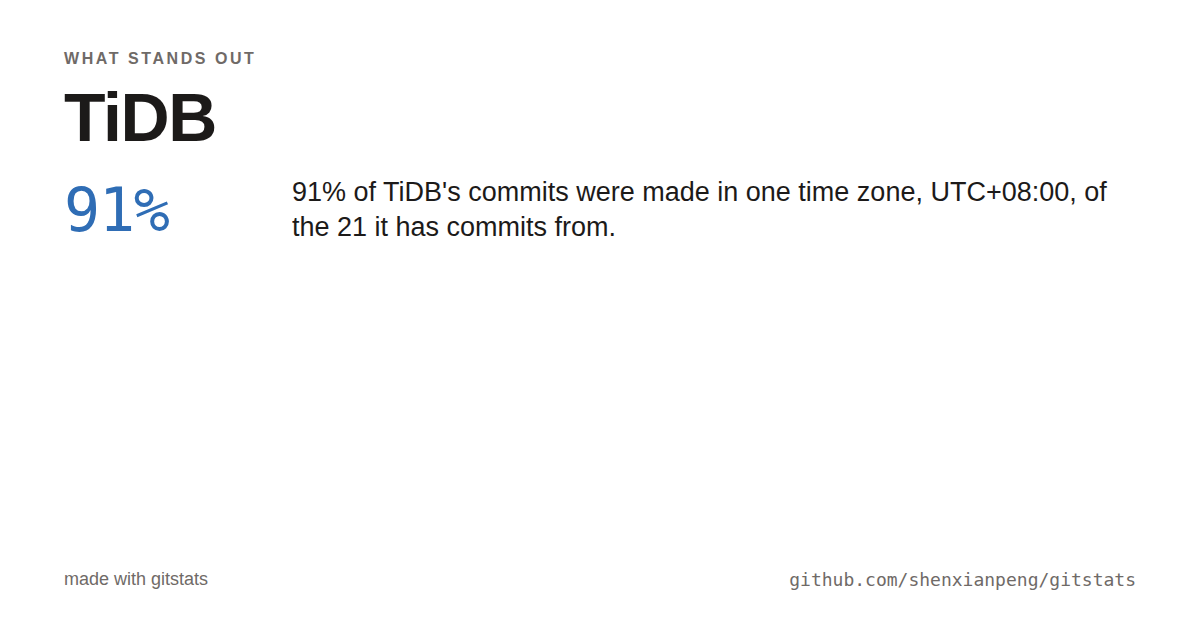 WHAT STANDS OUT
TiDB
91%
91% of TiDB's commits were made in one time zone, UTC+08:00, of
the 21 it has commits from.
made with gitstats
github.com/shenxianpeng/gitstats